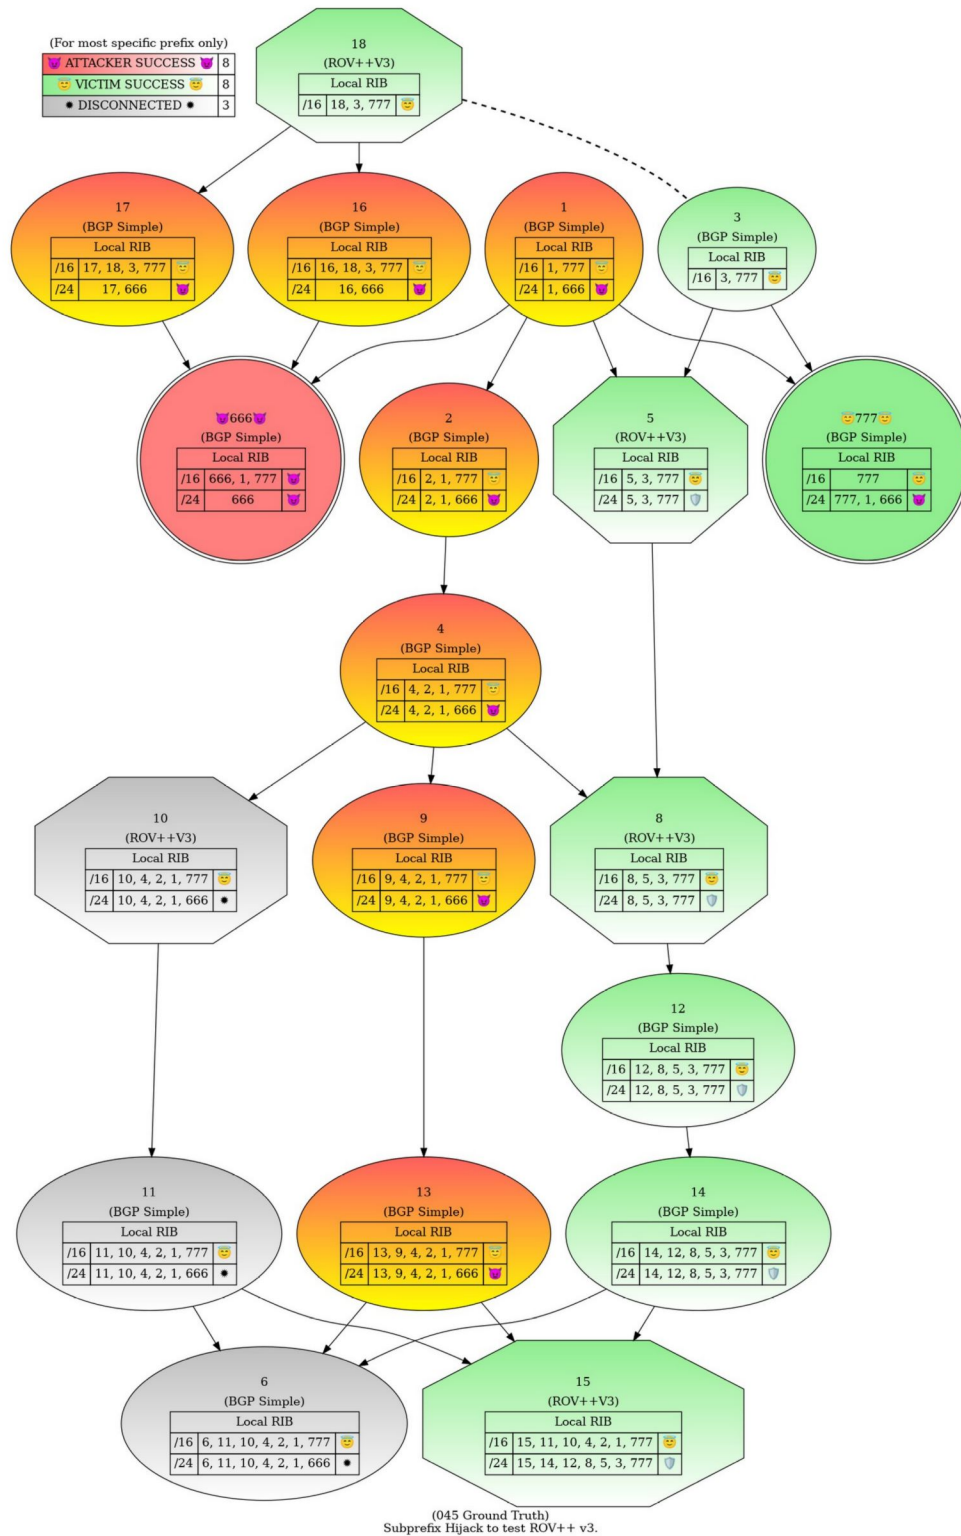 (For most specific prefix only)
😈 ATTACKER SUCCESS 😈 8
😇 VICTIM SUCCESS 😇 8
✹ DISCONNECTED ✹ 3
18
(ROV++V3)
Local RIB
/16 18, 3, 777 😇
17
(BGP Simple)
Local RIB
/16 17, 18, 3, 777 😇
/24 17, 666 😈
16
(BGP Simple)
Local RIB
/16 16, 18, 3, 777 😇
/24 16, 666 😈
1
(BGP Simple)
Local RIB
/16 1, 777 😇
/24 1, 666 😈
3
(BGP Simple)
Local RIB
/16 3, 777 😇
😈666😈
(BGP Simple)
Local RIB
/16 666, 1, 777 😈
/24 666 😈
2
(BGP Simple)
Local RIB
/16 2, 1, 777 😇
/24 2, 1, 666 😈
5
(ROV++V3)
Local RIB
/16 5, 3, 777 😇
/24 5, 3, 777 🛡
😇777😇
(BGP Simple)
Local RIB
/16 777 😇
/24 777, 1, 666 😈
4
(BGP Simple)
Local RIB
/16 4, 2, 1, 777 😇
/24 4, 2, 1, 666 😈
10
(ROV++V3)
Local RIB
/16 10, 4, 2, 1, 777 😇
/24 10, 4, 2, 1, 666 ✹
9
(BGP Simple)
Local RIB
/16 9, 4, 2, 1, 777 😇
/24 9, 4, 2, 1, 666 😈
8
(ROV++V3)
Local RIB
/16 8, 5, 3, 777 😇
/24 8, 5, 3, 777 🛡
12
(BGP Simple)
Local RIB
/16 12, 8, 5, 3, 777 😇
/24 12, 8, 5, 3, 777 🛡
11
(BGP Simple)
Local RIB
/16 11, 10, 4, 2, 1, 777 😇
/24 11, 10, 4, 2, 1, 666 ✹
13
(BGP Simple)
Local RIB
/16 13, 9, 4, 2, 1, 777 😇
/24 13, 9, 4, 2, 1, 666 😈
14
(BGP Simple)
Local RIB
/16 14, 12, 8, 5, 3, 777 😇
/24 14, 12, 8, 5, 3, 777 🛡
6
(BGP Simple)
Local RIB
/16 6, 11, 10, 4, 2, 1, 777 😇
/24 6, 11, 10, 4, 2, 1, 666 ✹
15
(ROV++V3)
Local RIB
/16 15, 11, 10, 4, 2, 1, 777 😇
/24 15, 14, 12, 8, 5, 3, 777 🛡
(045 Ground Truth)
Subprefix Hijack to test ROV++ v3.